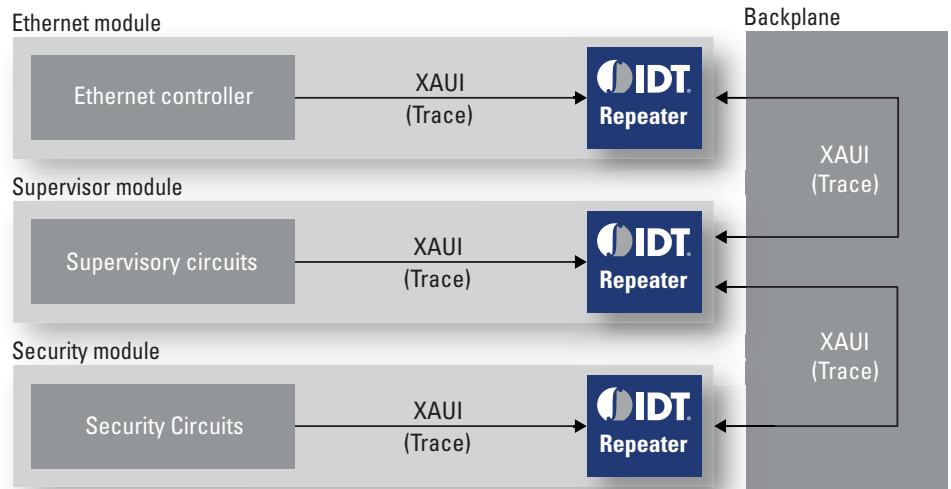 Ethernet module
Backplane
Ethernet controller
XAUI
(Trace)
IDT.
Repeater
XAUI
(Trace)
Supervisor module
Supervisory circuits
XAUI
(Trace)
IDT.
Repeater
XAUI
(Trace)
Security module
Security Circuits
XAUI
(Trace)
IDT.
Repeater